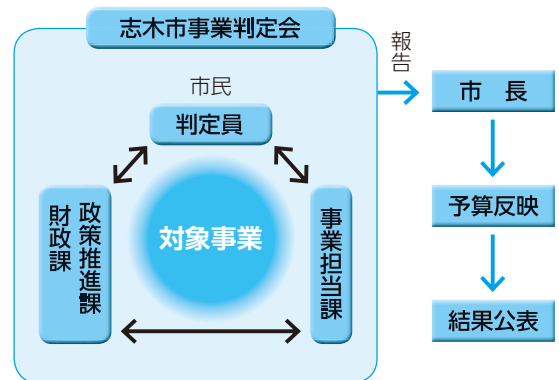 志木市事業判定会
報告
市民
判定員
市 長
政策推進課
財政課
対象事業
事業担当課
予算反映
結果公表